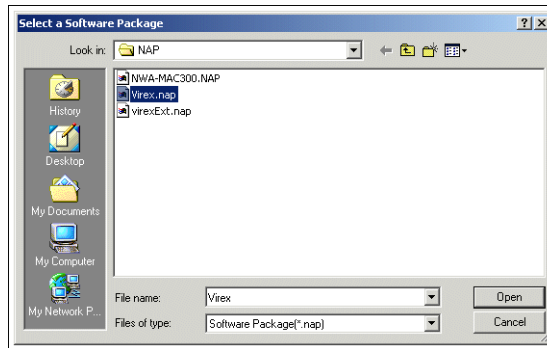 Select a Software Package
Look in: NAP
NWA-MAC300.NAP
Virex.nap
virexExt.nap
History
Desktop
My Documents
My Computer
My Network P...
File name: Virex
Open
Files of type: Software Package(*.nap)
Cancel